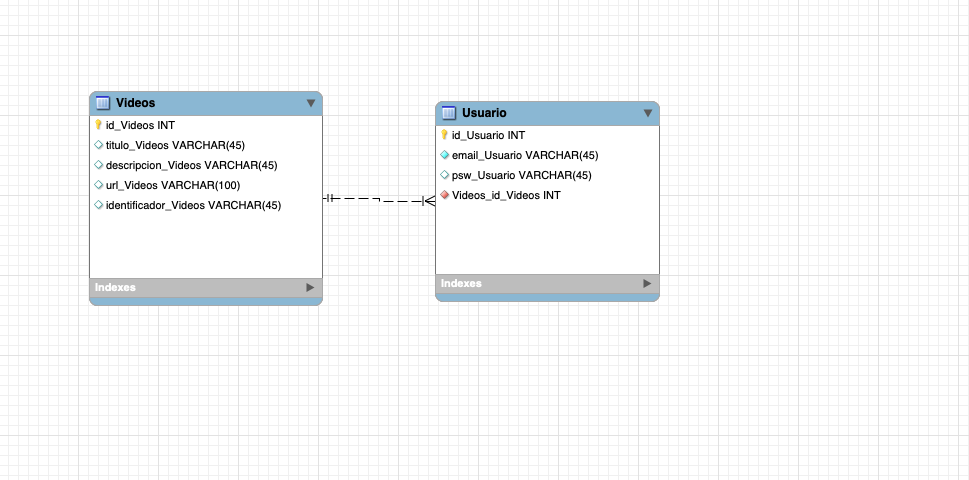 Videos
id_Videos INT
titulo_Videos VARCHAR(45)
descripcion_Videos VARCHAR(45)
url_Videos VARCHAR(100)
identificador_Videos VARCHAR(45)
Indexes
Usuario
id_Usuario INT
email_Usuario VARCHAR(45)
psw_Usuario VARCHAR(45)
Videos_id_Videos INT
Indexes